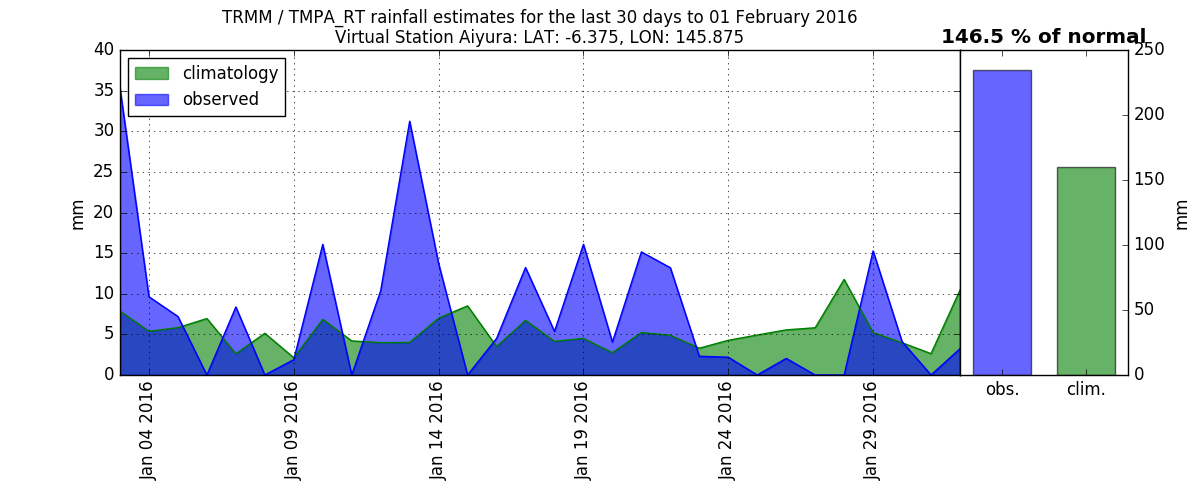 TRMM / TMPA_RT rainfall estimates for the last 30 days to 01 February 2016
Virtual Station Aiyura: LAT: -6.375, LON: 145.875
146.5 % of normal
climatology
observed
40
35
30
25
20
15
10
5
0
mm
Jan 04 2016
Jan 09 2016
Jan 14 2016
Jan 19 2016
Jan 24 2016
Jan 29 2016
250
200
150
100
50
0
mm
obs.
clim.